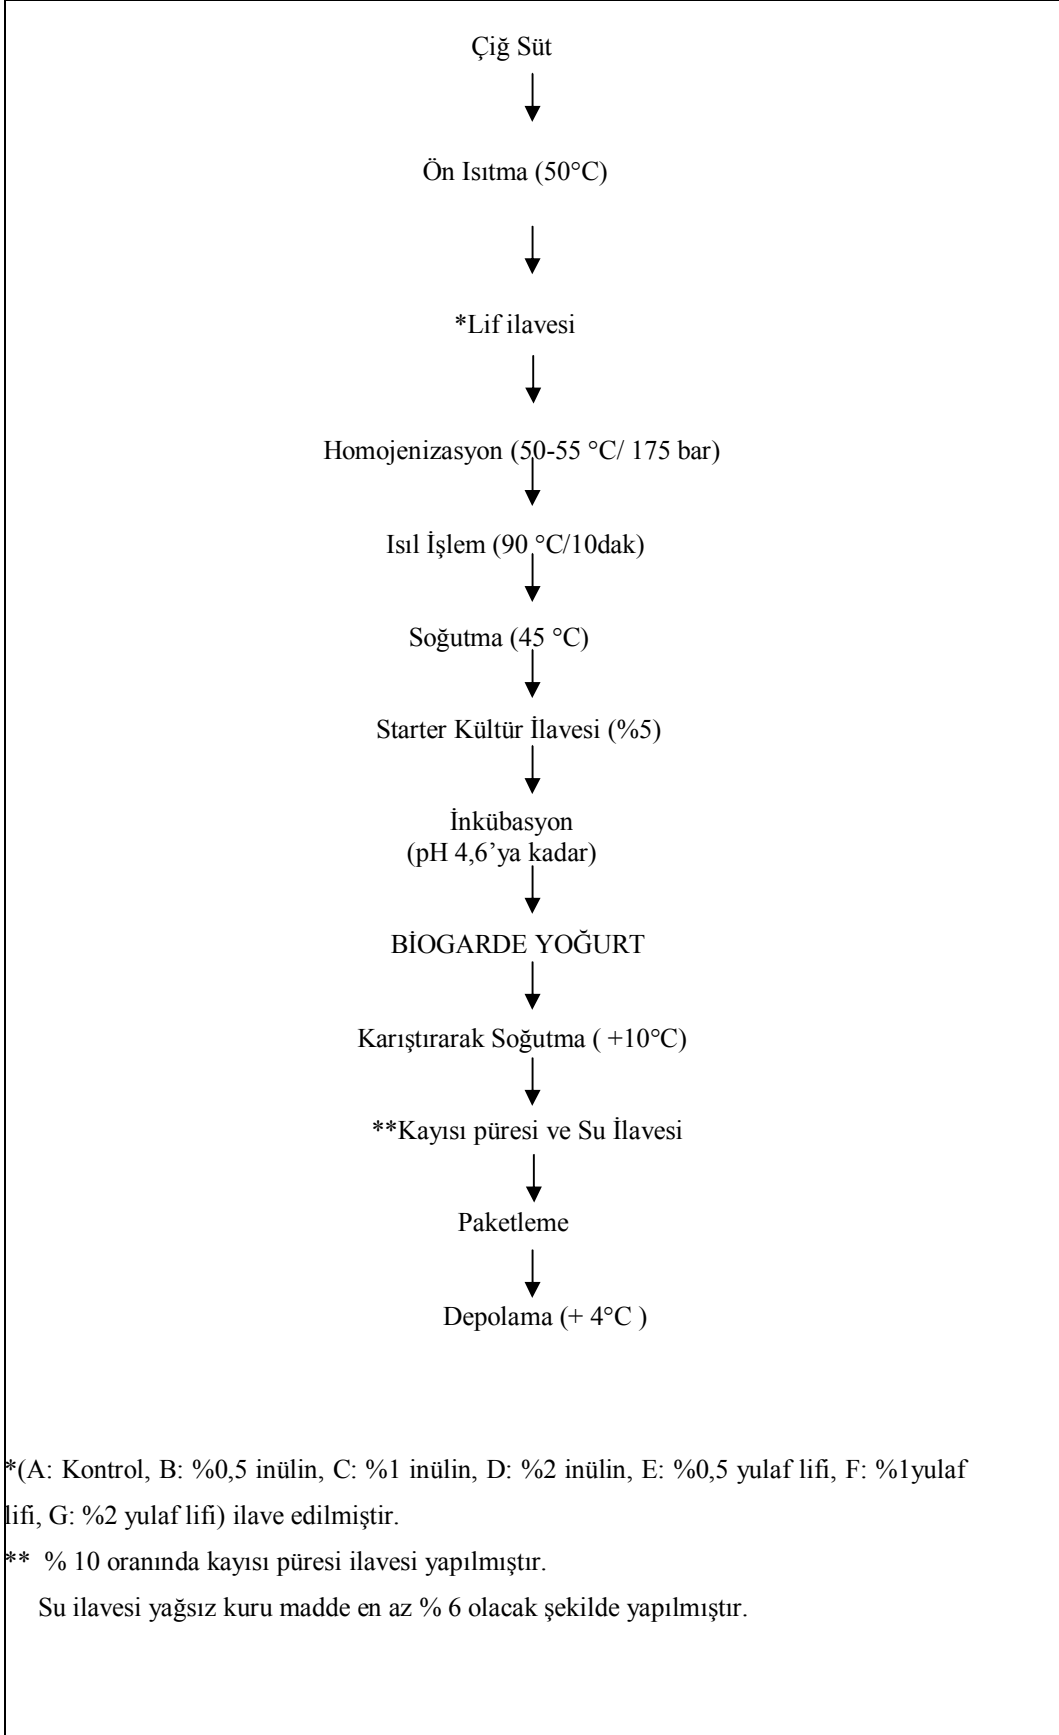 Çiğ Süt
Ön Isıtma (50°C)
*Lif ilavesi
Homojenizasyon (50-55 °C/ 175 bar)
Isıl İşlem (90 °C/10dak)
Soğutma (45 °C)
Starter Kültür İlavesi (%5)
İnkübasyon
(pH 4,6’ya kadar)
BİOGARDE YOĞURT
Karıştırarak Soğutma ( +10°C)
**Kayısı püresi ve Su İlavesi
Paketleme
Depolama (+ 4°C )
*(A: Kontrol, B: %0,5 inülin, C: %1 inülin, D: %2 inülin, E: %0,5 yulaf lifi, F: %1yulaf
lifi, G: %2 yulaf lifi) ilave edilmiştir.
** % 10 oranında kayısı püresi ilavesi yapılmıştır.
Su ilavesi yağsız kuru madde en az % 6 olacak şekilde yapılmıştır.